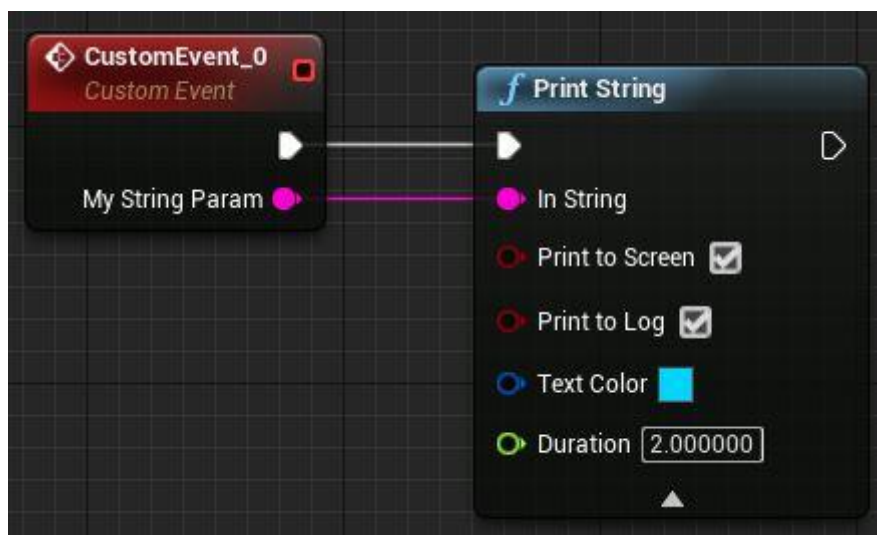 CustomEvent_0
Custom Event
My String Param
f Print String
In String
Print to Screen
Print to Log
Text Color
Duration 2.000000